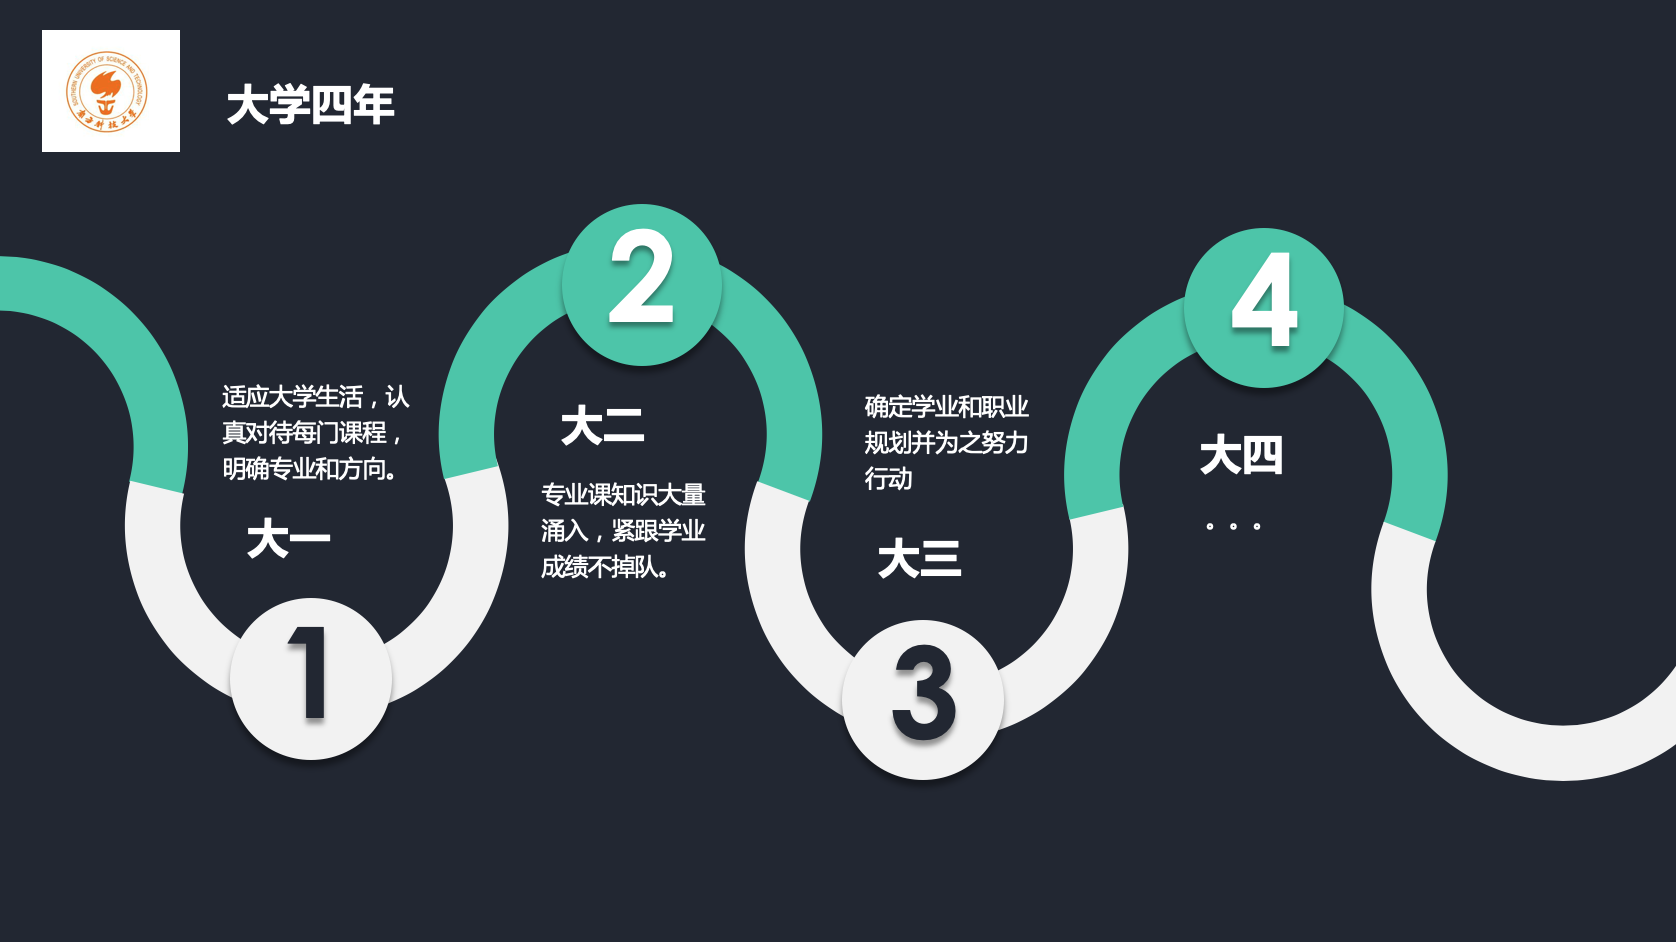 SOUTHERN UNIVERSITY OF SCIENCE AND TECHNOLOGY
南方科技大学
大学四年
1
适应大学生活，认
真对待每门课程，
明确专业和方向。
大一
2
大二
专业课知识大量
涌入，紧跟学业
成绩不掉队。
确定学业和职业
规划并为之努力
行动
大三
3
4
大四
。。。